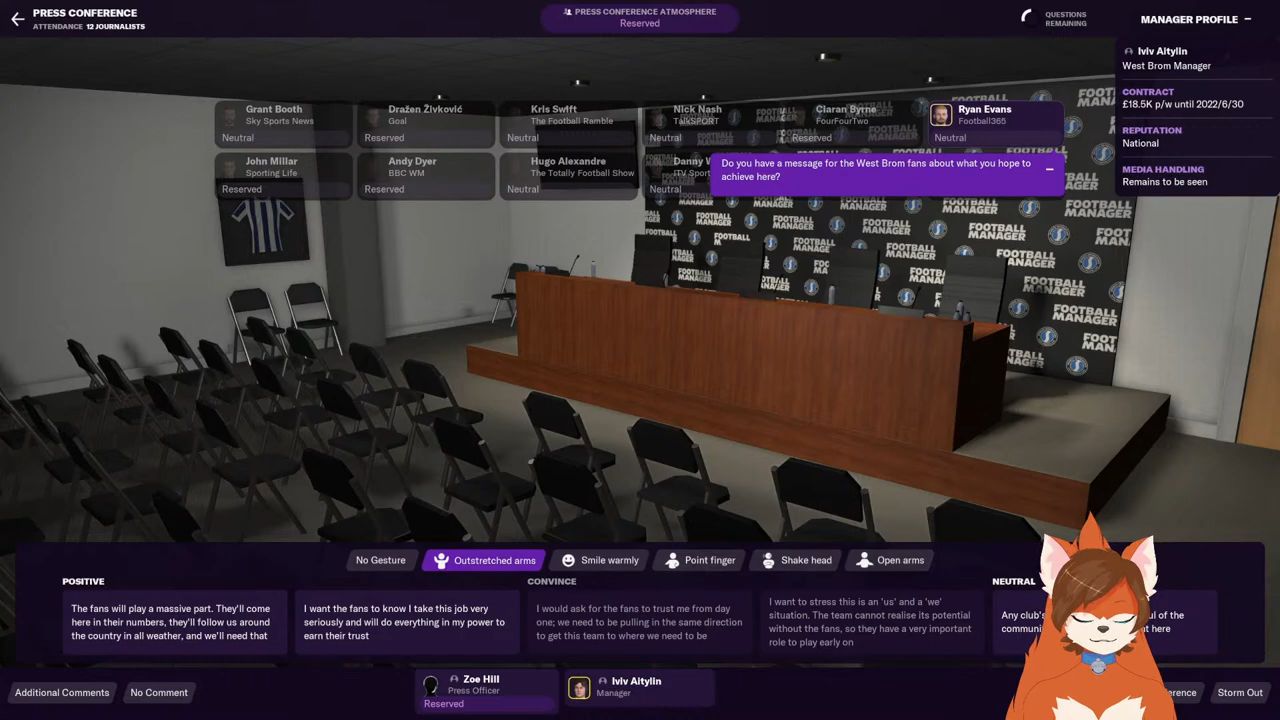 PRESS CONFERENCE
ATTENDANCE 12 JOURNALISTS
PRESS CONFERENCE ATMOSPHERE
Reserved
QUESTIONS
REMAINING
MANAGER PROFILE
Iviv Aitylin
West Brom Manager
CONTRACT
£18.5K p/w until 2022/6/30
REPUTATION
National
MEDIA HANDLING
Remains to be seen
Grant Booth
Sky Sports News
Neutral
Dražen Živković
Goal
Reserved
Kris Swift
The Football Ramble
Neutral
Nick Nash
TalkSPORT
Neutral
Ciaran Byrne
FourFourTwo
Reserved
Ryan Evans
Football365
Neutral
John Millar
Sporting Life
Reserved
Andy Dyer
BBC WM
Reserved
Hugo Alexandre
The Totally Football Show
Neutral
Danny
ITV Sport
Neutral
Do you have a message for the West Brom fans about what you hope to
achieve here?
FOOTBALL
MANAGER
No Gesture
Outstretched arms
Smile warmly
Point finger
Shake head
Open arms
POSITIVE
The fans will play a massive part. They'll come
here in their numbers, they'll follow us around
the country in all weather, and we'll need that
I want the fans to know I take this job very
seriously and will do everything in my power to
earn their trust
CONVINCE
I would ask for the fans to trust me from day
one; we need to be pulling in the same direction
to get this team to where we need to be
I want to stress this is an 'us' and a 'we'
situation. The team cannot realise its potential
without the fans, so they have a very important
role to play early on
NEUTRAL
Any club's
of the
here
Additional Comments
No Comment
Zoe Hill
Press Officer
Reserved
Iviv Aitylin
Manager
Storm Out